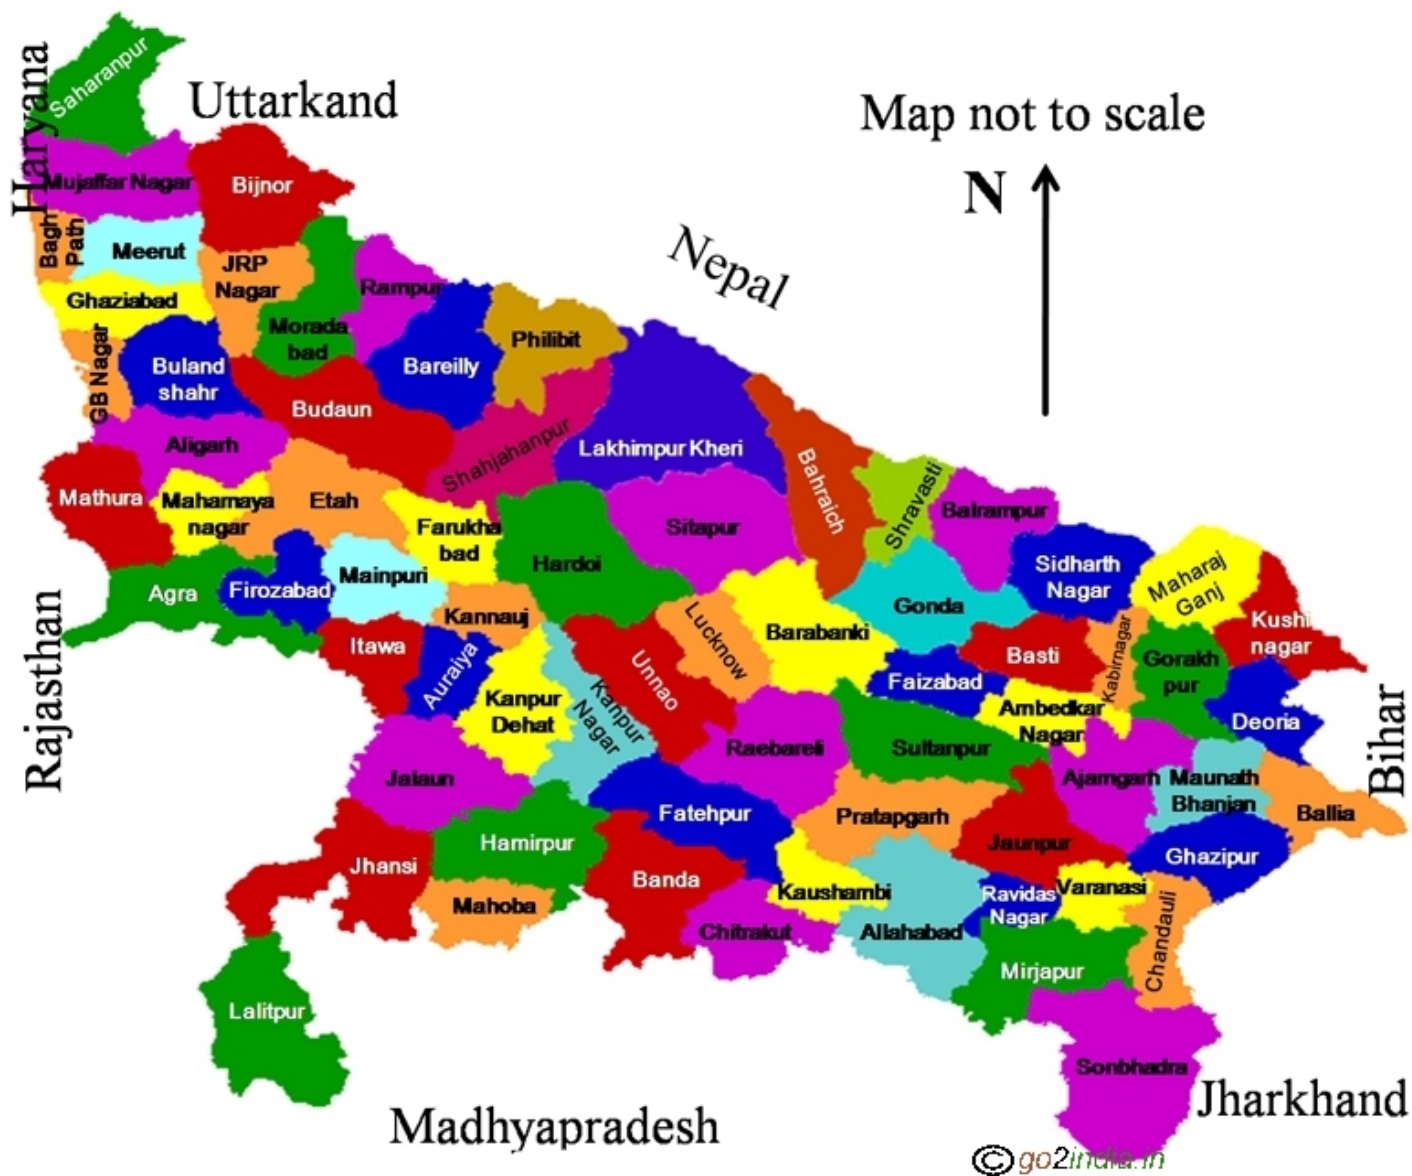 Saharanpur
Haryana
Uttarkand
Map not to scale
N
Mujaffar Nagar
Bijnor
Bagh
Path
Meerut
JRP
Nagar
Nepal
Ghaziabad
Rampur
Morada
bad
Philibit
GB Nagar
Buland
shahr
Bareilly
Budaun
Aligarh
Shahjahanpur
Lakhimpur Kheri
Bahraich
Shravasti
Mathura
Mahamaya
nagar
Etah
Farukha
bad
Sitapur
Balrampur
Hardoi
Sidharth
Nagar
Maharaj
Ganj
Agra
Firozabad
Mainpuri
Gonda
Kannauj
Lucknow
Barabanki
Kushi
nagar
Rajasthan
Itawa
Auraiya
Unnao
Basti
Kabirnagar
Gorakh
pur
Kanpur
Dehat
Kanpur
Nagar
Faizabad
Ambedkar
Nagar
Deoria
Bihar
Raebareli
Sultanpur
Jalaun
Ajamgarh
Maunath
Bhanjan
Ballia
Fatehpur
Pratapgarh
Hamirpur
Jaunpur
Ghazipur
Jhansi
Banda
Kaushambi
Ravidas
Nagar
Varanasi
Mahoba
Chitrakut
Allahabad
Chandauli
Mirjapur
Lalitpur
Sonbhadra
Jharkhand
Madhyapradesh
© go2india.in